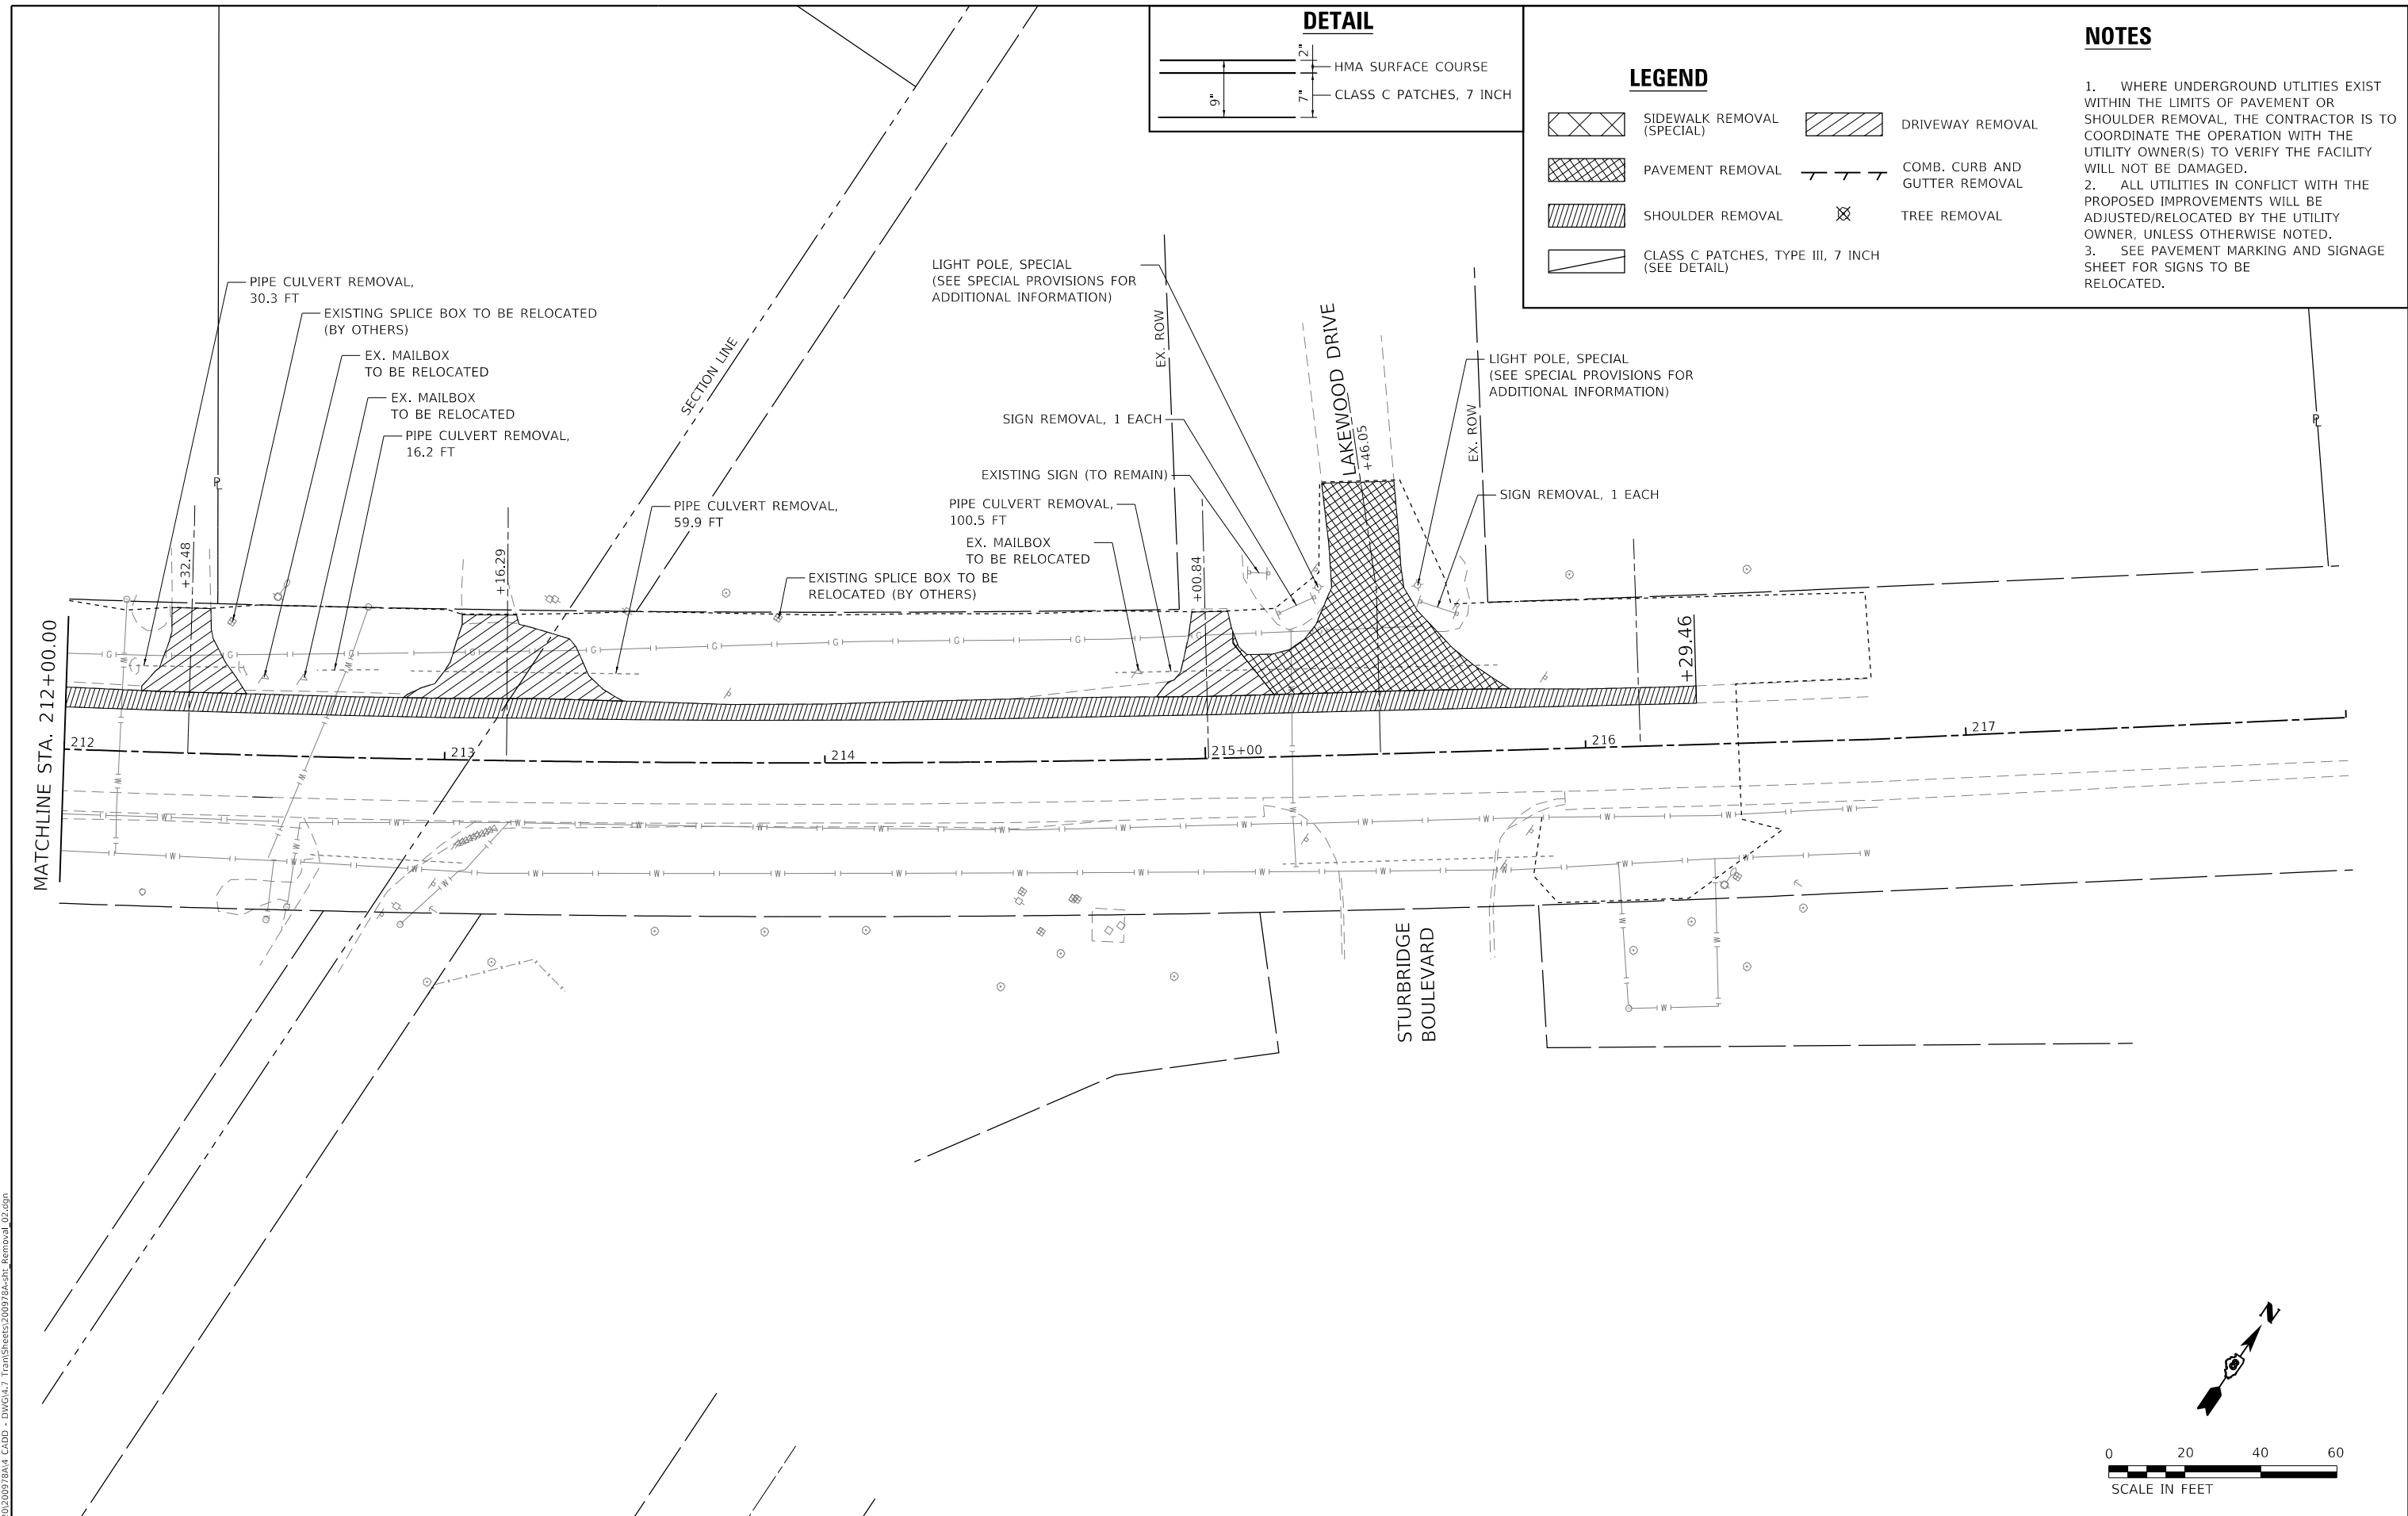 DETAIL
2"
9"
7"
HMA SURFACE COURSE
CLASS C PATCHES, 7 INCH
LEGEND
SIDEWALK REMOVAL
(SPECIAL)
DRIVEWAY REMOVAL
PAVEMENT REMOVAL
COMB. CURB AND
GUTTER REMOVAL
SHOULDER REMOVAL
TREE REMOVAL
CLASS C PATCHES, TYPE III, 7 INCH
(SEE DETAIL)
NOTES
1. WHERE UNDERGROUND UTLITIES EXIST
WITHIN THE LIMITS OF PAVEMENT OR
SHOULDER REMOVAL, THE CONTRACTOR IS TO
COORDINATE THE OPERATION WITH THE
UTILITY OWNER(S) TO VERIFY THE FACILITY
WILL NOT BE DAMAGED.
2. ALL UTILITIES IN CONFLICT WITH THE
PROPOSED IMPROVEMENTS WILL BE
ADJUSTED/RELOCATED BY THE UTILITY
OWNER, UNLESS OTHERWISE NOTED.
3. SEE PAVEMENT MARKING AND SIGNAGE
SHEET FOR SIGNS TO BE
RELOCATED.
PIPE CULVERT REMOVAL,
30.3 FT
EXISTING SPLICE BOX TO BE RELOCATED
(BY OTHERS)
EX. MAILBOX
TO BE RELOCATED
EX. MAILBOX
TO BE RELOCATED
PIPE CULVERT REMOVAL,
16.2 FT
SECTION LINE
PIPE CULVERT REMOVAL,
59.9 FT
EXISTING SPLICE BOX TO BE
RELOCATED (BY OTHERS)
LIGHT POLE, SPECIAL
(SEE SPECIAL PROVISIONS FOR
ADDITIONAL INFORMATION)
SIGN REMOVAL, 1 EACH
EXISTING SIGN (TO REMAIN)
PIPE CULVERT REMOVAL,
100.5 FT
EX. MAILBOX
TO BE RELOCATED
EX. ROW
LAKEWOOD DRIVE
+46.05
EX. ROW
LIGHT POLE, SPECIAL
(SEE SPECIAL PROVISIONS FOR
ADDITIONAL INFORMATION)
SIGN REMOVAL, 1 EACH
PL
PL
+32.48
+16.29
+00.84
+29.46
MATCHLINE STA. 212+00.00
212
213
214
215+00
216
217
STURBRIDGE
BOULEVARD
N
0 20 40 60
SCALE IN FEET